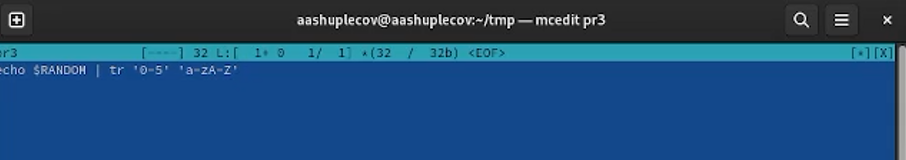 aashuplecov@aashuplecov:~/tmp — mcedit pr3
pr3 [----] 32 L:[ 1+ 0 1/ 1] *(32 / 32b) <EOF> [*][X]
echo $RANDOM | tr '0-5' 'a-zA-Z'